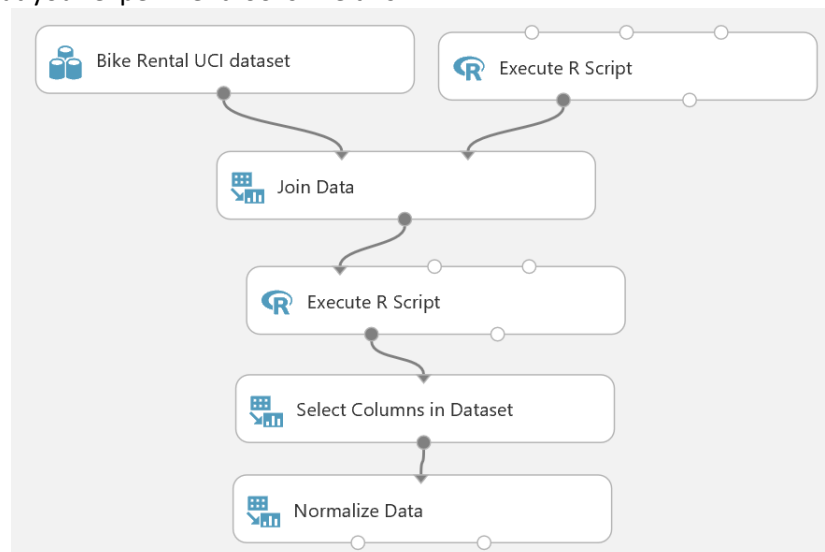 Bike Rental UCI dataset
Execute R Script
Join Data
Execute R Script
Select Columns in Dataset
Normalize Data